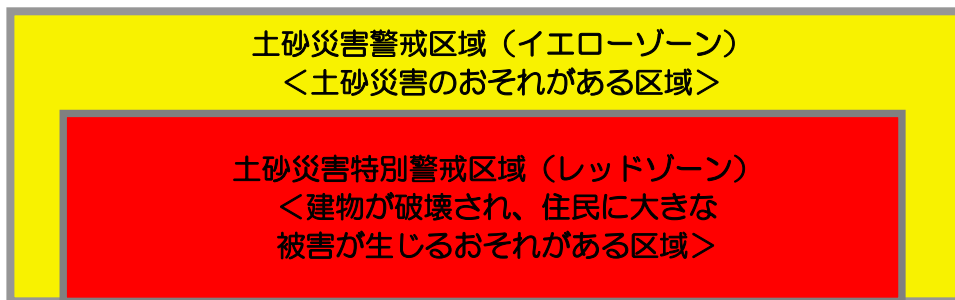 土砂災害警戒区域（イエローゾーン）
＜土砂災害のおそれがある区域＞
土砂災害特別警戒区域（レッドゾーン）
＜建物が破壊され、住民に大きな
被害が生じるおそれがある区域＞